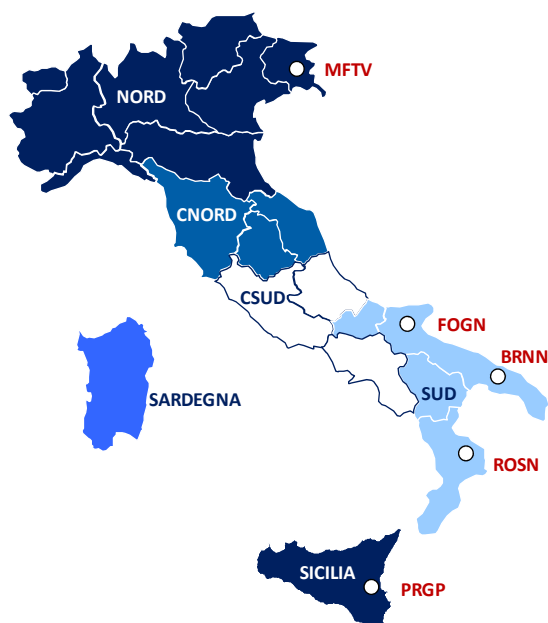 NORD
MFTV
CNORD
CSUD
FOGN
BRNN
SARDEGNA
SUD
ROSN
SICILIA
PRGP